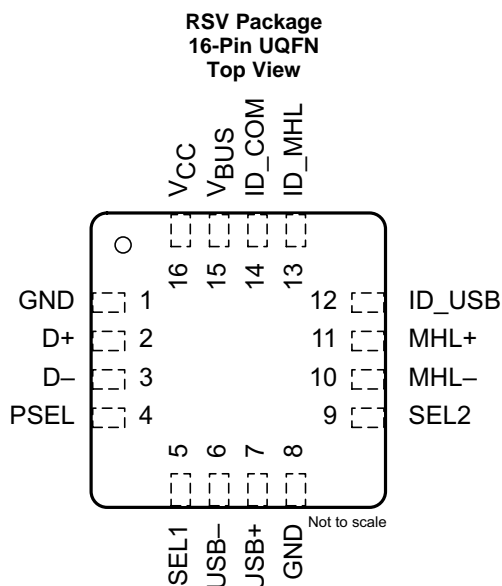 RSV Package
16-Pin UQFN
Top View
VCC
VBUS
ID_COM
ID_MHL
16
15
14
13
GND 1
D+ 2
D– 3
PSEL 4
12 ID_USB
11 MHL+
10 MHL–
9 SEL2
5
6
7
8
SEL1
USB–
USB+
GND
Not to scale